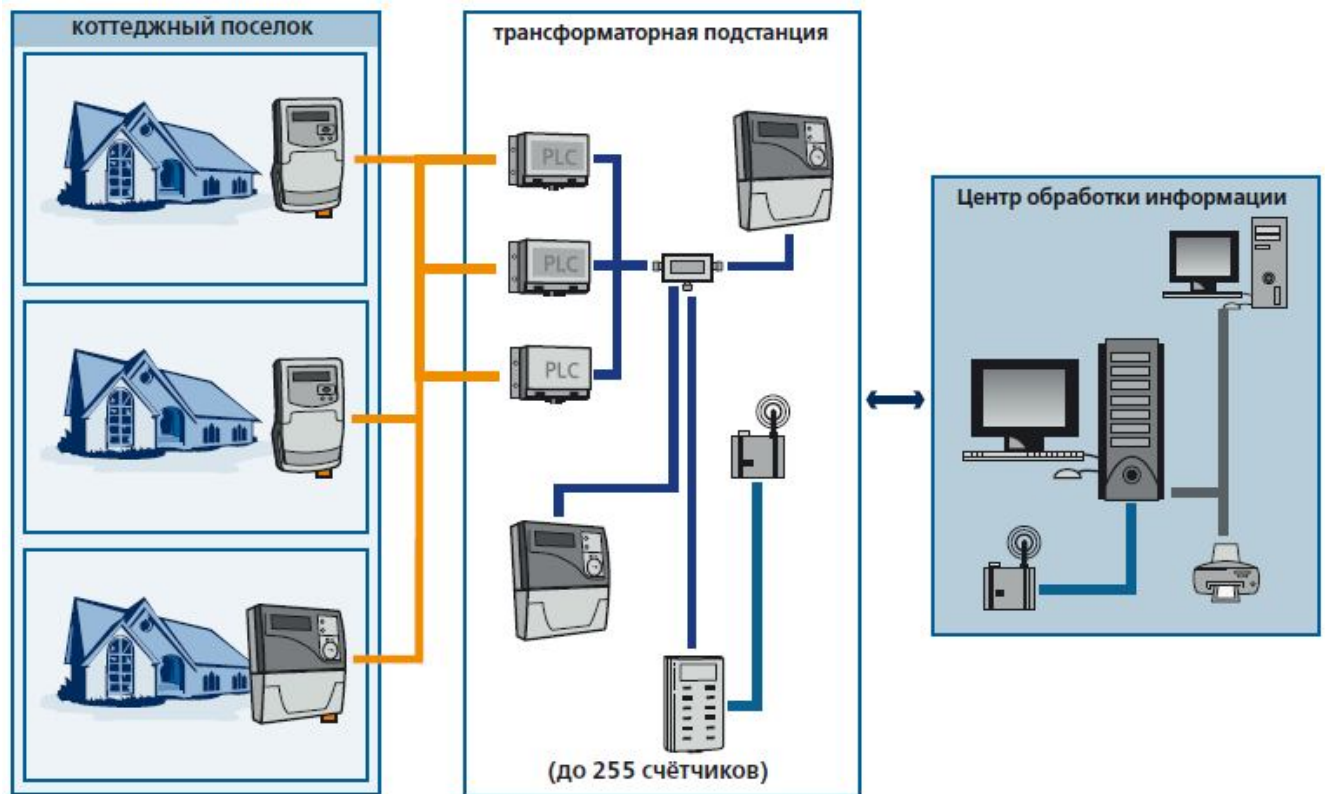 коттеджный поселок
трансформаторная подстанция
PLC
PLC
PLC
(до 255 счётчиков)
Центр обработки информации